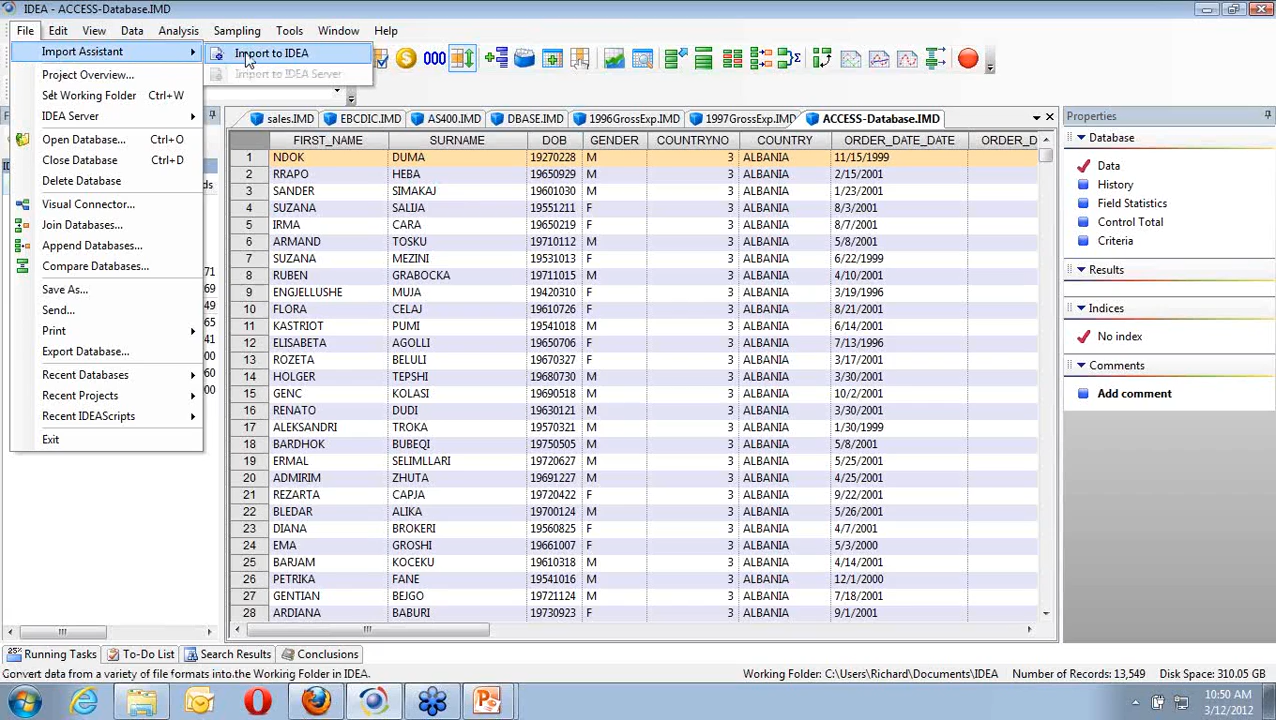 IDEA - ACCESS-Database.IMD
File Edit View Data Analysis Sampling Tools Window Help
Import Assistant
Import to IDEA
Import to IDEA Server
Project Overview...
Set Working Folder Ctrl+W
IDEA Server
Open Database... Ctrl+O
Close Database Ctrl+D
Delete Database
Visual Connector...
Join Databases...
Append Databases...
Compare Databases...
Save As...
Send...
Print
Export Database...
Recent Databases
Recent Projects
Recent IDEAScripts
Exit
000
sales.IMD EBCDIC.IMD AS400.IMD DBASE.IMD 1996GrossExp.IMD 1997GrossExp.IMD ACCESS-Database.IMD
FIRST_NAME SURNAME DOB GENDER COUNTRYNO COUNTRY ORDER_DATE_DATE ORDER_D
1 NDOK DUMA 19270228 M 3 ALBANIA 11/15/1999
2 RRAPO HEBA 19650929 M 3 ALBANIA 2/15/2001
3 SANDER SIMAKAJ 19601030 M 3 ALBANIA 1/23/2001
4 SUZANA SALIJA 19551211 F 3 ALBANIA 8/3/2001
5 IRMA CARA 19650219 F 3 ALBANIA 8/7/2001
6 ARMAND TOSKU 19710112 M 3 ALBANIA 5/8/2001
7 SUZANA MEZINI 19531013 F 3 ALBANIA 6/22/1999
8 RUBEN GRABOCKA 19711015 M 3 ALBANIA 4/10/2001
9 ENGJELLUSHE MUJA 19420310 F 3 ALBANIA 3/19/1996
10 FLORA CELAJ 19610726 F 3 ALBANIA 8/21/2001
11 KASTRIOT PUMI 19541018 M 3 ALBANIA 6/14/2001
12 ELISABETA AGOLLI 19650706 F 3 ALBANIA 7/13/1996
13 ROZETA BELULI 19670327 F 3 ALBANIA 3/17/2001
14 HOLGER TEPSHI 19680730 M 3 ALBANIA 3/30/2001
15 GENC KOLASI 19690518 M 3 ALBANIA 10/2/2001
16 RENATO DUDI 19630121 M 3 ALBANIA 3/30/2001
17 ALEKSANDRI TROKA 19570321 M 3 ALBANIA 1/30/1999
18 BARDHOK BUBEQI 19750505 M 3 ALBANIA 5/8/2001
19 ERMAL SELIMLLARI 19720627 M 3 ALBANIA 5/25/2001
20 ADMIRIM ZHUTA 19691227 M 3 ALBANIA 4/25/2001
21 REZARTA CAPJA 19720422 F 3 ALBANIA 9/22/2001
22 BLEDAR ALIKA 19700124 M 3 ALBANIA 5/26/2001
23 DIANA BROKERI 19560825 F 3 ALBANIA 4/7/2001
24 EMA GROSHI 19661007 F 3 ALBANIA 5/3/2000
25 BARJAM KOCEKU 19610318 M 3 ALBANIA 4/14/2001
26 PETRIKA FANE 19541016 M 3 ALBANIA 12/1/2000
27 GENTIAN BEJGO 19721124 M 3 ALBANIA 7/18/2001
28 ARDIANA BABURI 19730923 F 3 ALBANIA 9/1/2001
Properties
Database
Data
History
Field Statistics
Control Total
Criteria
Results
Indices
No index
Comments
Add comment
Running Tasks To-Do List Search Results Conclusions
Convert data from a variety of file formats into the Working Folder in IDEA. Working Folder: C:\Users\Richard\Documents\IDEA Number of Records: 13,549 Disk Space: 310.05 GB
10:50 AM
3/12/2012